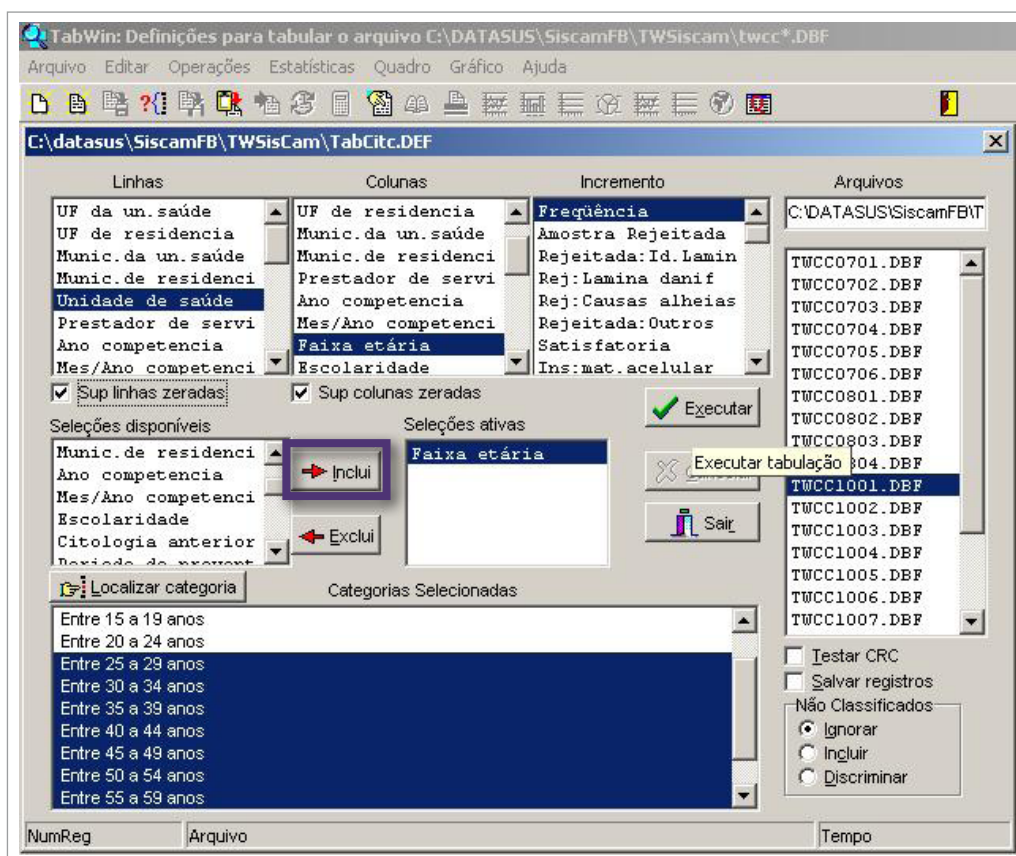 TabWin: Definições para tabular o arquivo C:\DATASUS\SiscamFB\TWSiscam\twcc*.DBF
Arquivo Editar Operações Estatísticas Quadro Gráfico Ajuda
C:\datasus\SiscamFB\TWSisCam\TabCitc.DEF
Linhas
UF da un.saúde
UF de residencia
Munic.da un.saúde
Munic.de residenci
Unidade de saúde
Prestador de servi
Ano competencia
Mes/Ano competenci
Sup linhas zeradas
Colunas
UF de residencia
Munic.da un.saúde
Munic.de residenci
Prestador de servi
Ano competencia
Mes/Ano competenci
Faixa etária
Escolaridade
Sup colunas zeradas
Incremento
Freqüência
Amostra Rejeitada
Rejeitada:Id.Lamin
Rej:Lamina danif
Rej:Causas alheias
Rejeitada:Outros
Satisfatoria
Ins:mat.acelular
Arquivos
C:\DATASUS\SiscamFB\T
TWCC0701.DBF
TWCC0702.DBF
TWCC0703.DBF
TWCC0704.DBF
TWCC0705.DBF
TWCC0706.DBF
TWCC0801.DBF
TWCC0802.DBF
TWCC0803.DBF
804.DBF
TWCC1001.DBF
TWCC1002.DBF
TWCC1003.DBF
TWCC1004.DBF
TWCC1005.DBF
TWCC1006.DBF
TWCC1007.DBF
Seleções disponíveis
Munic.de residenci
Ano competencia
Mes/Ano competenci
Escolaridade
Citologia anterior
Inclui
Exclui
Seleções ativas
Faixa etária
Executar
Executar tabulação
Sair
Localizar categoria
Categorias Selecionadas
Entre 15 a 19 anos
Entre 20 a 24 anos
Entre 25 a 29 anos
Entre 30 a 34 anos
Entre 35 a 39 anos
Entre 40 a 44 anos
Entre 45 a 49 anos
Entre 50 a 54 anos
Entre 55 a 59 anos
Testar CRC
Salvar registros
Não Classificados
Ignorar
Incluir
Discriminar
NumReg Arquivo Tempo